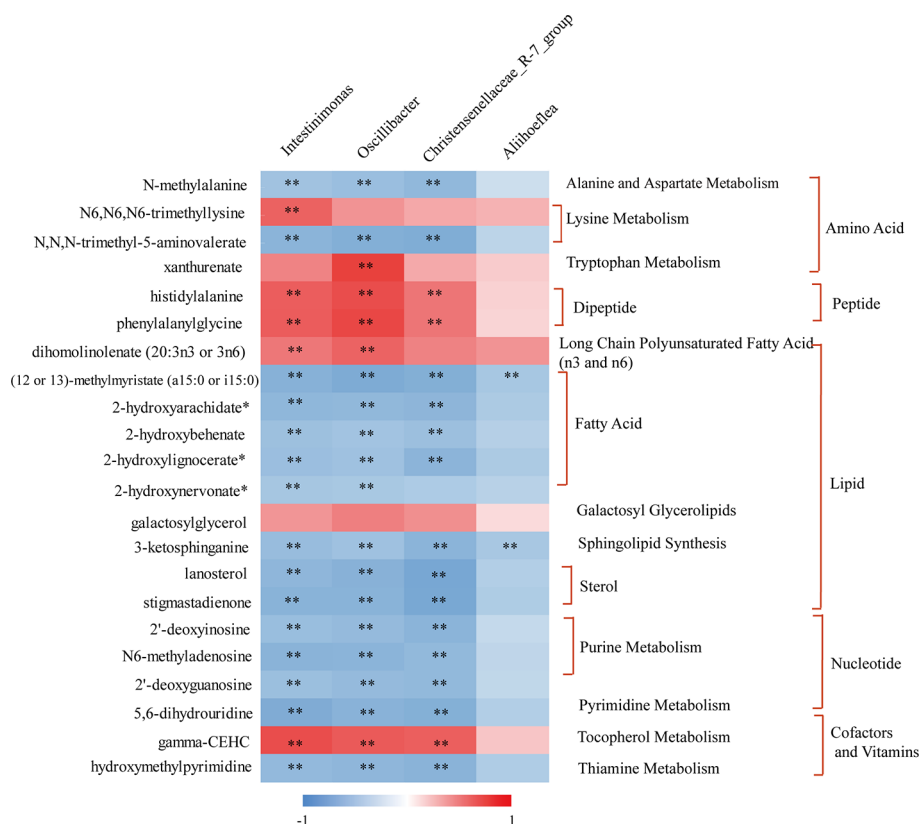 Intestinimonas
Oscillibacter
Christensenellaceae_R-7_group
Aliihoeflea
N-methylalanine ** ** ** Alanine and Aspartate Metabolism
N6,N6,N6-trimethyllysine **
Lysine Metabolism
Amino Acid
N,N,N-trimethyl-5-aminovalerate ** ** **
xanthurenate ** Tryptophan Metabolism
histidylalanine ** ** **
Dipeptide
Peptide
phenylalanylglycine ** ** **
dihomolinolenate (20:3n3 or 3n6) ** ** Long Chain Polyunsaturated Fatty Acid
(n3 and n6)
(12 or 13)-methylmyristate (a15:0 or i15:0) ** ** ** **
2-hydroxyarachidate* ** ** **
Fatty Acid
2-hydroxybehenate ** ** **
2-hydroxylignocerate* ** ** **
Lipid
2-hydroxynervonate* ** **
galactosylglycerol Galactosyl Glycerolipids
3-ketosphinganine ** ** ** ** Sphingolipid Synthesis
lanosterol ** ** **
Sterol
stigmastadienone ** ** **
2'-deoxyinosine ** ** **
Purine Metabolism
N6-methyladenosine ** ** **
Nucleotide
2'-deoxyguanosine ** ** **
5,6-dihydrouridine ** ** ** Pyrimidine Metabolism
gamma-CEHC ** ** ** Tocopherol Metabolism
Cofactors
and Vitamins
hydroxymethylpyrimidine ** ** ** Thiamine Metabolism
-1 0 1